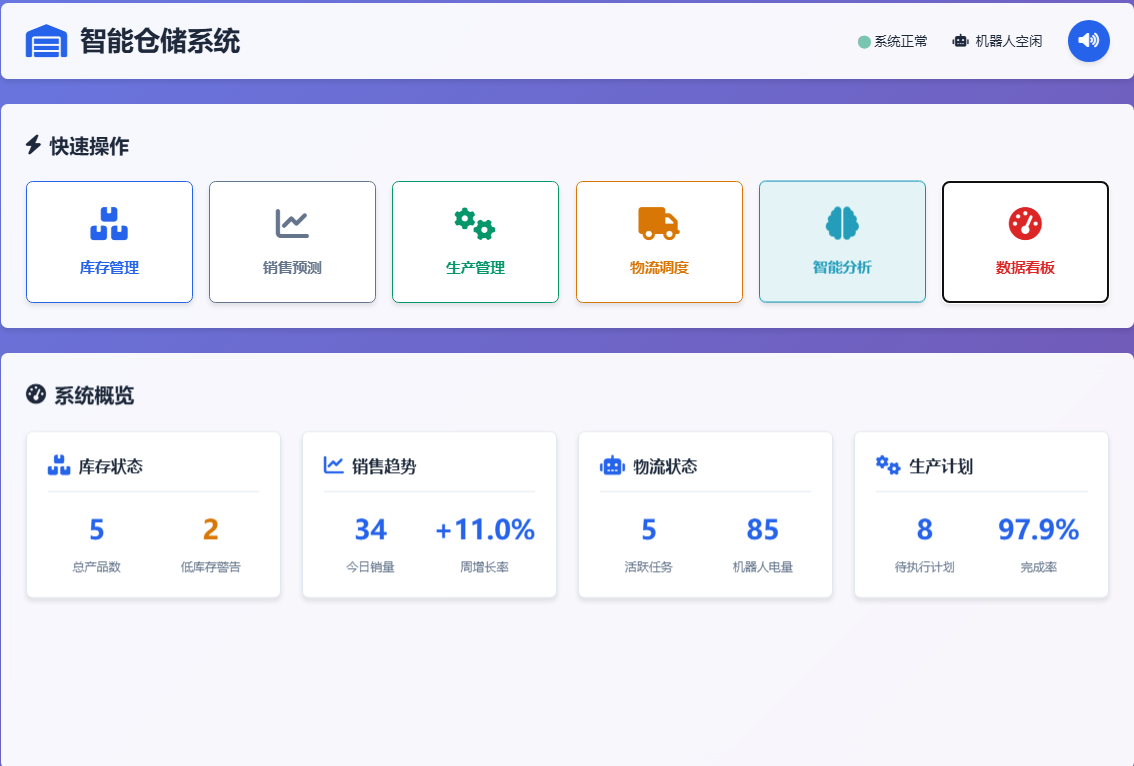 智能仓储系统
系统正常 机器人空闲
快速操作
库存管理 销售预测 生产管理 物流调度 智能分析 数据看板
系统概览
库存状态 销售趋势 物流状态 生产计划
5 2 34 +11.0% 5 85 8 97.9%
总产品数 低库存警告 今日销量 周增长率 活跃任务 机器人电量 待执行计划 完成率